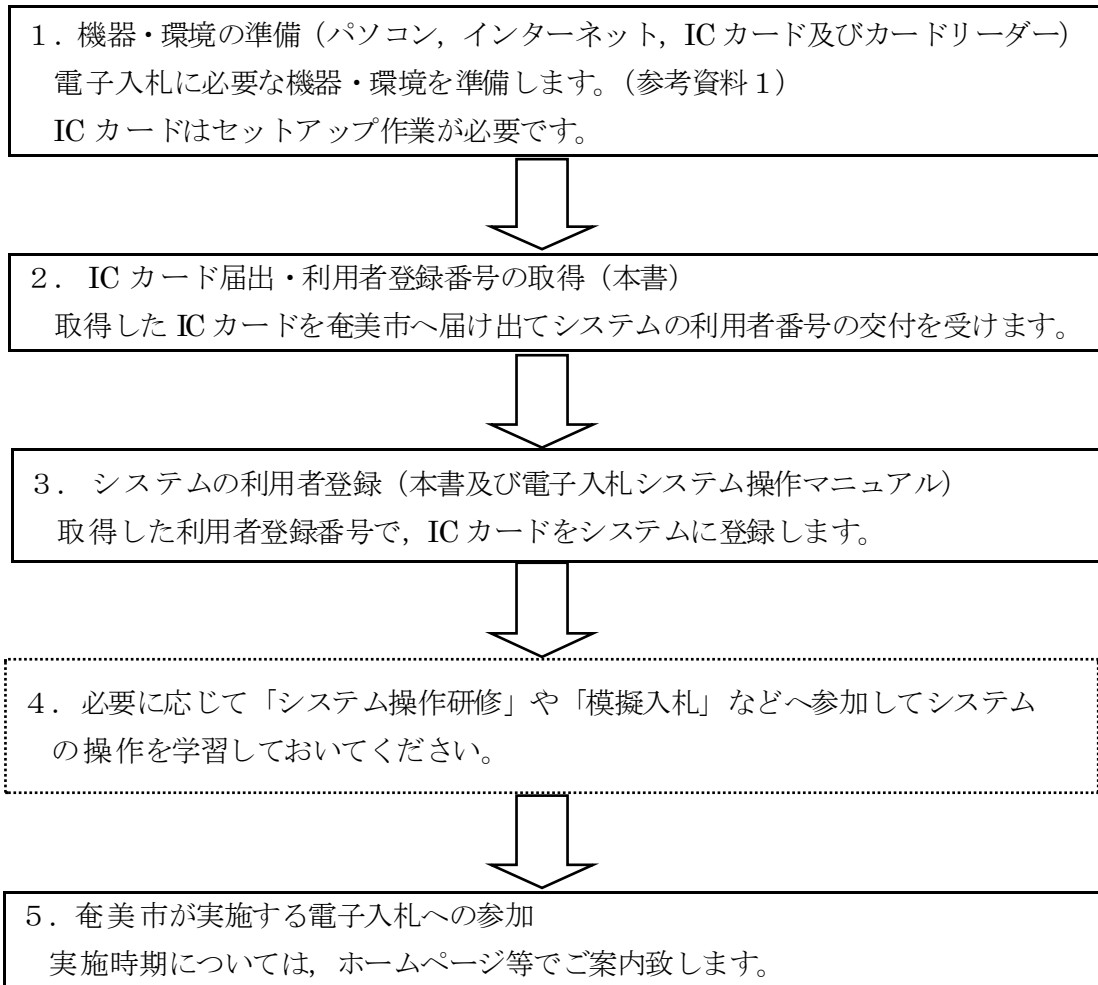 １．機器・環境の準備（パソコン，インターネット，IC カード及びカードリーダー）
電子入札に必要な機器・環境を準備します。（参考資料１）
IC カードはセットアップ作業が必要です。
２． IC カード届出・利用者登録番号の取得（本書）
取得した IC カードを奄美市へ届け出てシステムの利用者番号の交付を受けます。
３． システムの利用者登録（本書及び電子入札システム操作マニュアル）
取得した利用者登録番号で，IC カードをシステムに登録します。
４．必要に応じて「システム操作研修」や「模擬入札」などへ参加してシステム
の操作を学習しておいてください。
５．奄美市が実施する電子入札への参加
実施時期については，ホームページ等でご案内致します。